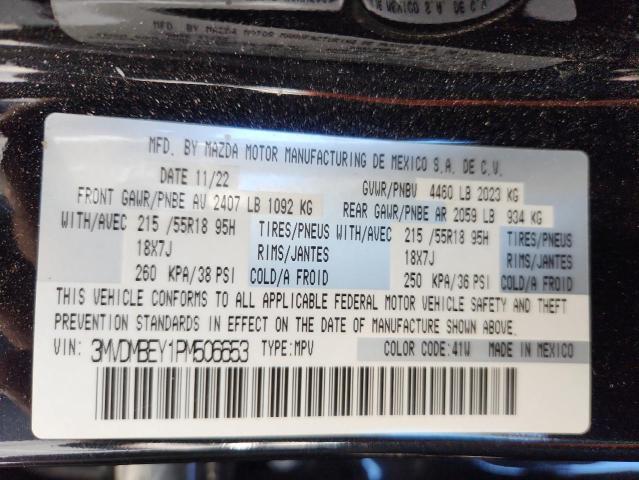 MFD. BY MAZDA MOTOR MANUFACTURING DE MEXICO S.A. DE C.V.
DATE 11/22 GVWR/PNBV 4460 LB 2023 KG
FRONT GAWR/PNBE AV 2407 LB 1092 KG REAR GAWR/PNBE AR 2059 LB 934 KG
WITH/AVEC 215 /55R18 95H TIRES/PNEUS WITH/AVEC 215 /55R18 95H TIRES/PNEUS
18X7J RIMS/JANTES 18X7J RIMS/JANTES
260 KPA/38 PSI COLD/A FROID 250 KPA/36 PSI COLD/A FROID
THIS VEHICLE CONFORMS TO ALL APPLICABLE FEDERAL MOTOR VEHICLE SAFETY AND THEFT
PREVENTION STANDARDS IN EFFECT ON THE DATE OF MANUFACTURE SHOWN ABOVE.
VIN: 3MVDMBEY1PM506653 TYPE:MPV COLOR CODE:41W MADE IN MEXICO